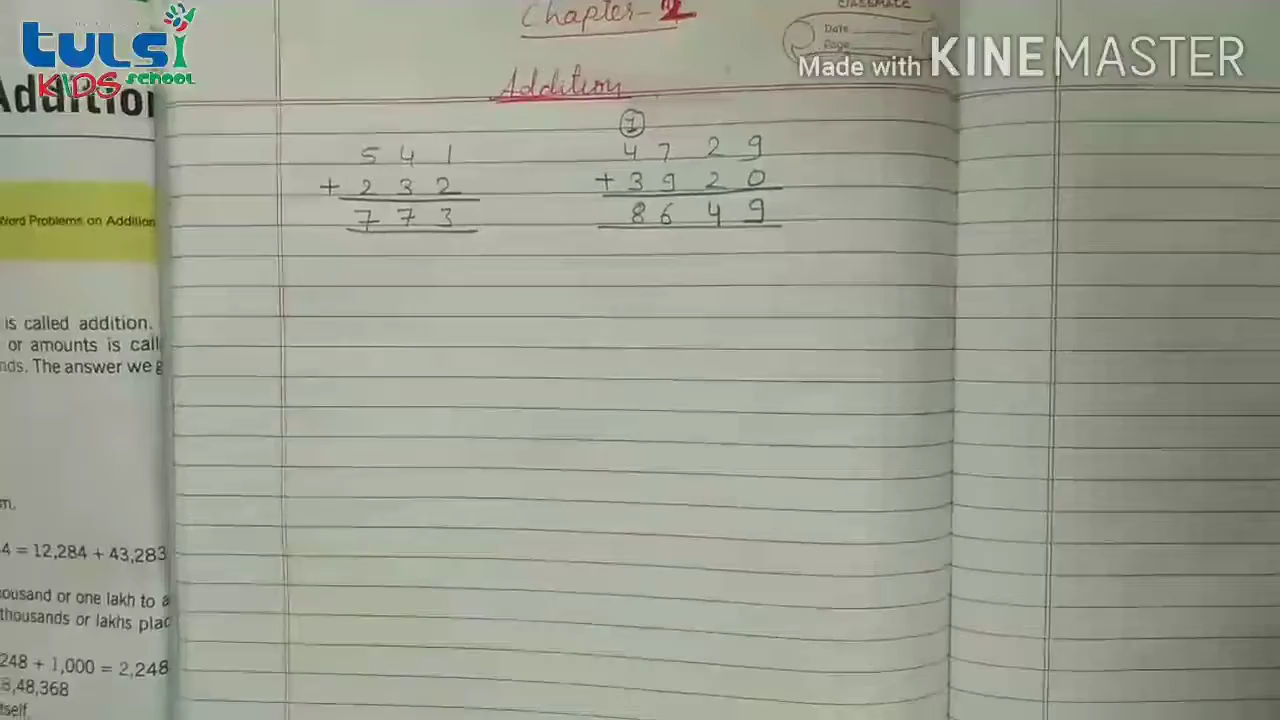 Chapter-2
CLASSMATE
Date
Page
Made with KINEMASTER
TULSI
KIDS SCHOOL
Addition
Addition
1
5 4 1
+ 2 3 2
7 7 3
4 7 2 9
+ 3 9 2 0
8 6 4 9
Word Problems on Addition
is called addition.
or amounts is call
nds. The answer we g
m.
4 = 12,284 + 43,283
ousand or one lakh to a
thousands or lakhs plac
248 + 1,000 = 2,248
8,48,368
tself.